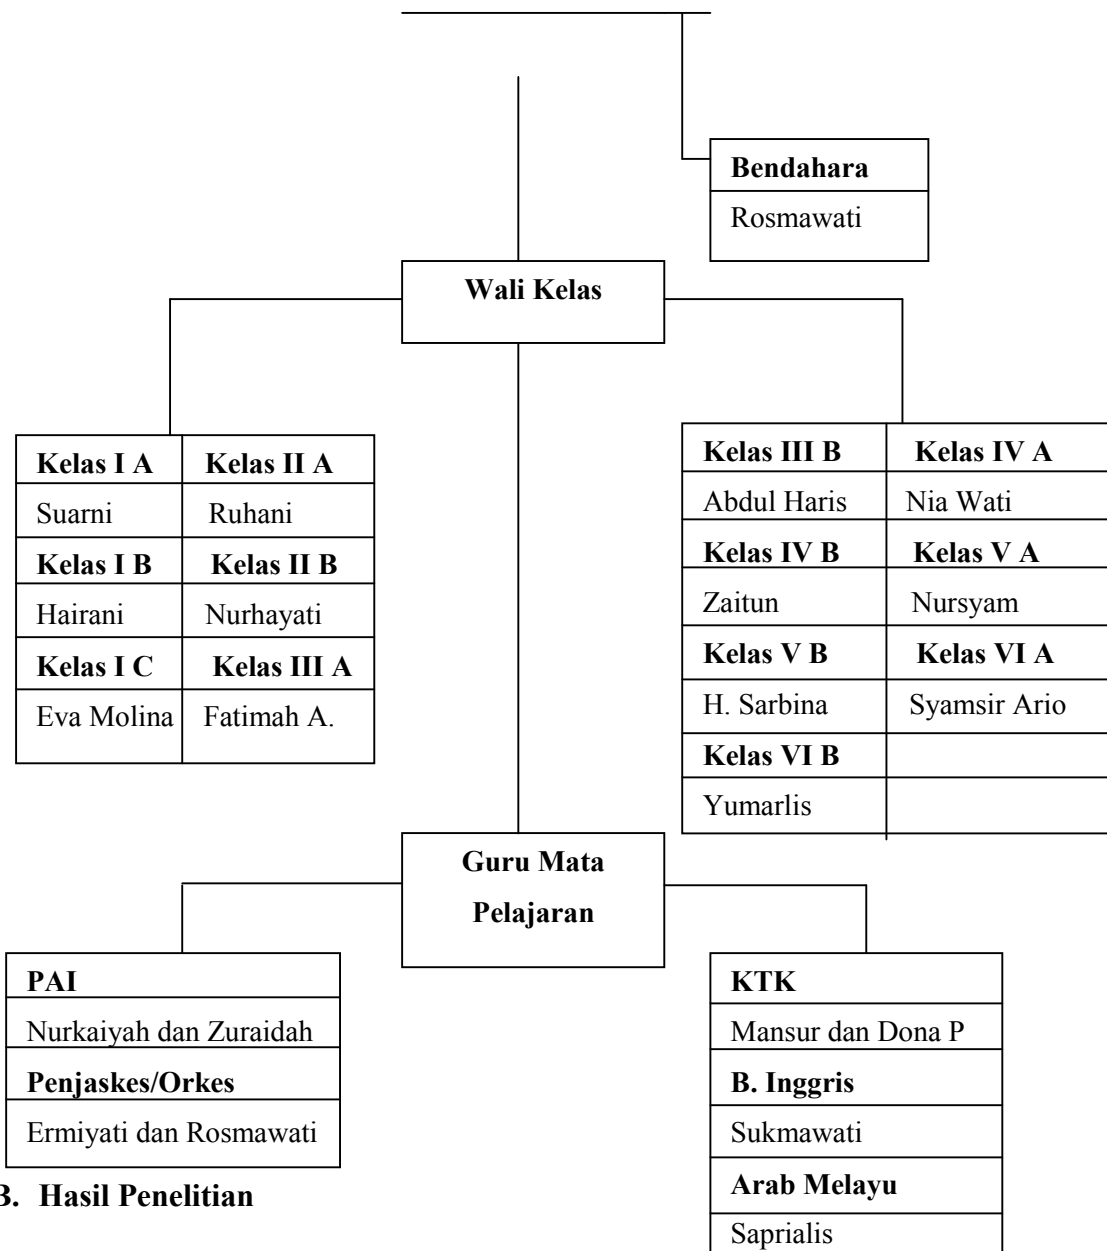 Bendahara
Rosmawati
Wali Kelas
Kelas I A Kelas II A
Suarni Ruhani
Kelas I B Kelas II B
Hairani Nurhayati
Kelas I C Kelas III A
Eva Molina Fatimah A.
Kelas III B Kelas IV A
Abdul Haris Nia Wati
Kelas IV B Kelas V A
Zaitun Nursyam
Kelas V B Kelas VI A
H. Sarbina Syamsir Ario
Kelas VI B
Yumarlis
Guru Mata
Pelajaran
PAI
Nurkaiyah dan Zuraidah
Penjaskes/Orkes
Ermiyati dan Rosmawati
KTK
Mansur dan Dona P
B. Inggris
Sukmawati
Arab Melayu
Saprialis
B. Hasil Penelitian